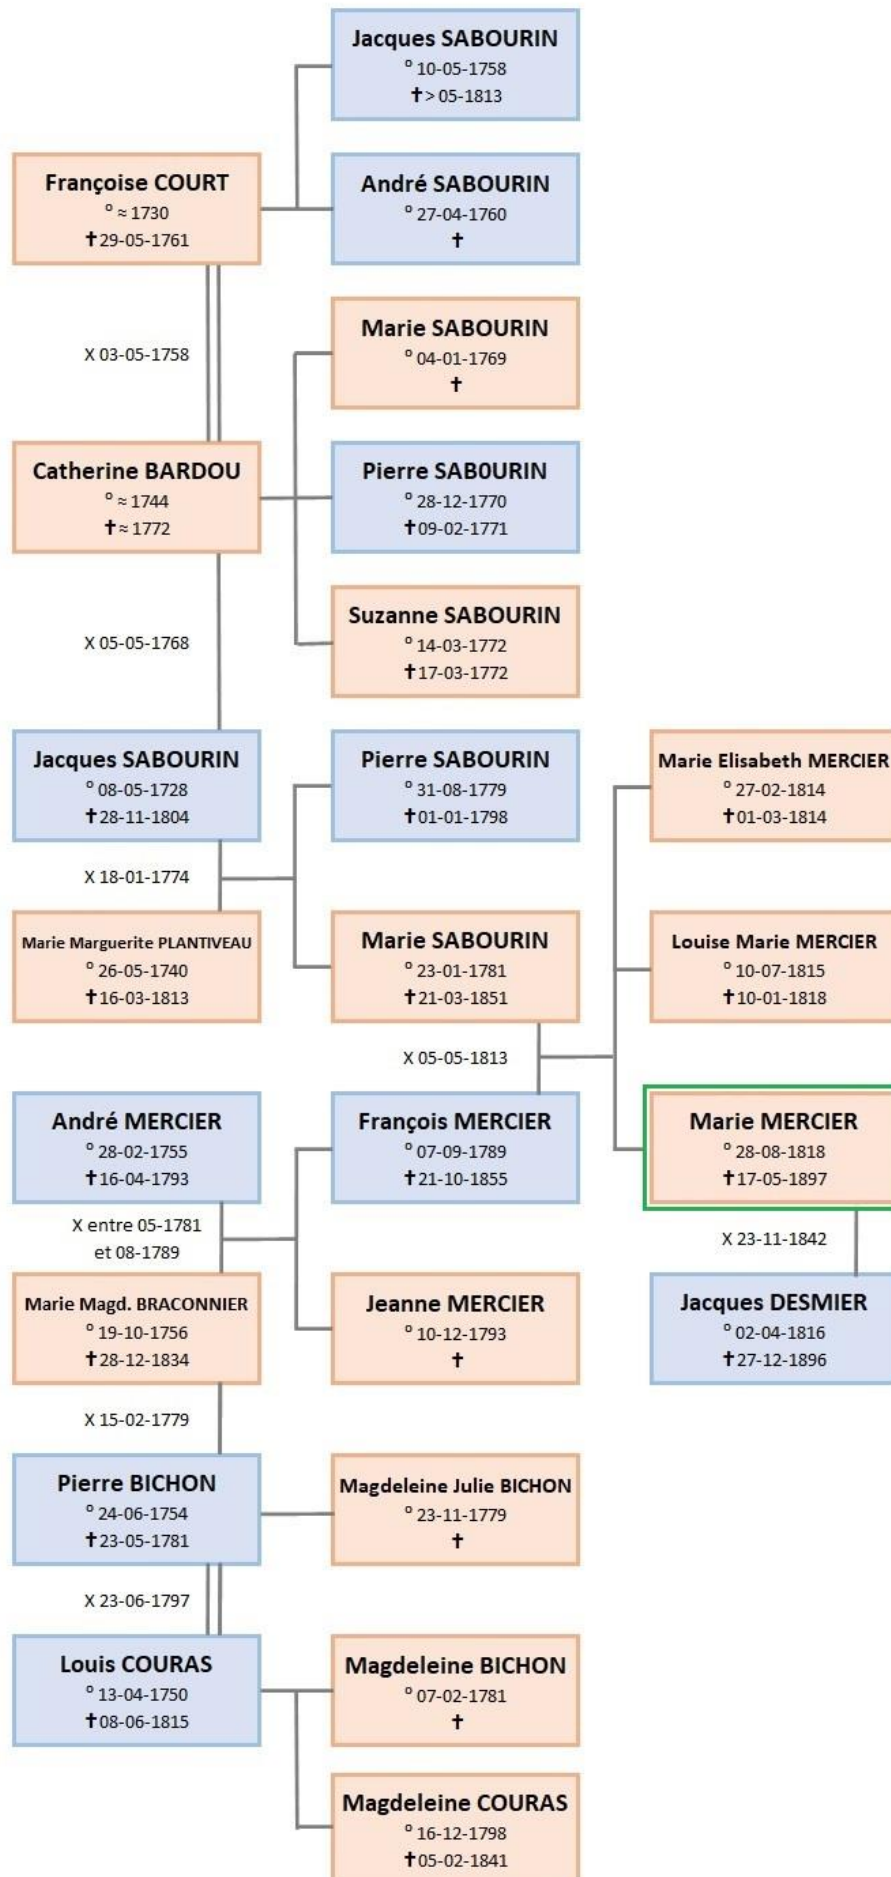 Jacques SABOURIN
° 10-05-1758
✝> 05-1813
Françoise COURT
° ≈ 1730
✝29-05-1761
André SABOURIN
° 27-04-1760
✝
X 03-05-1758
Marie SABOURIN
° 04-01-1769
✝
Catherine BARDOU
° ≈ 1744
✝≈ 1772
Pierre SAB0URIN
° 28-12-1770
✝09-02-1771
X 05-05-1768
Suzanne SABOURIN
° 14-03-1772
✝17-03-1772
Jacques SABOURIN
° 08-05-1728
✝28-11-1804
Pierre SABOURIN
° 31-08-1779
✝01-01-1798
Marie Elisabeth MERCIER
° 27-02-1814
✝01-03-1814
X 18-01-1774
Marie Marguerite PLANTIVEAU
° 26-05-1740
✝16-03-1813
Marie SABOURIN
° 23-01-1781
✝21-03-1851
Louise Marie MERCIER
° 10-07-1815
✝10-01-1818
X 05-05-1813
André MERCIER
° 28-02-1755
✝16-04-1793
François MERCIER
° 07-09-1789
✝21-10-1855
Marie MERCIER
° 28-08-1818
✝17-05-1897
X entre 05-1781
et 08-1789
X 23-11-1842
Marie Magd. BRACONNIER
° 19-10-1756
✝28-12-1834
Jeanne MERCIER
° 10-12-1793
✝
Jacques DESMIER
° 02-04-1816
✝27-12-1896
X 15-02-1779
Pierre BICHON
° 24-06-1754
✝23-05-1781
Magdeleine Julie BICHON
° 23-11-1779
✝
X 23-06-1797
Louis COURAS
° 13-04-1750
✝08-06-1815
Magdeleine BICHON
° 07-02-1781
✝
Magdeleine COURAS
° 16-12-1798
✝05-02-1841